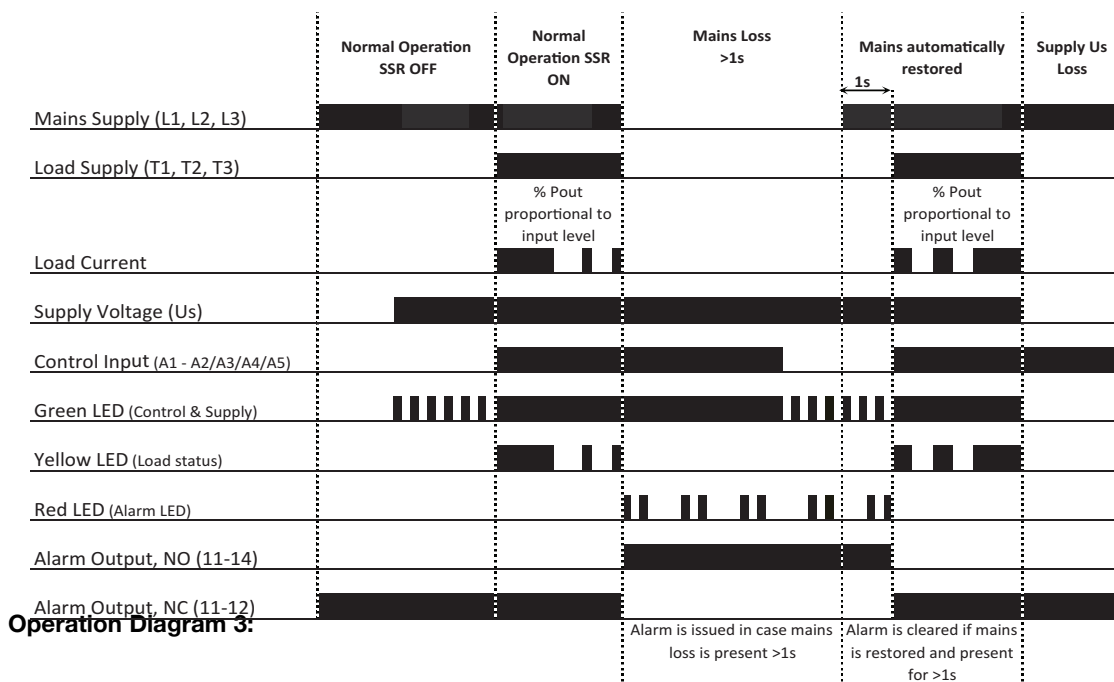 Normal Operation
SSR OFF
Normal
Operation SSR
ON
Mains Loss
>1s
Mains automatically
restored
Supply Us
Loss
1s
Mains Supply (L1, L2, L3)
Load Supply (T1, T2, T3)
% Pout
proportional to
input level
% Pout
proportional to
input level
Load Current
Supply Voltage (Us)
Control Input (A1 - A2/A3/A4/A5)
Green LED (Control & Supply)
Yellow LED (Load status)
Red LED (Alarm LED)
Alarm Output, NO (11-14)
Alarm Output, NC (11-12)
Operation Diagram 3:
Alarm is issued in case mains
loss is present >1s
Alarm is cleared if mains
is restored and present
for >1s